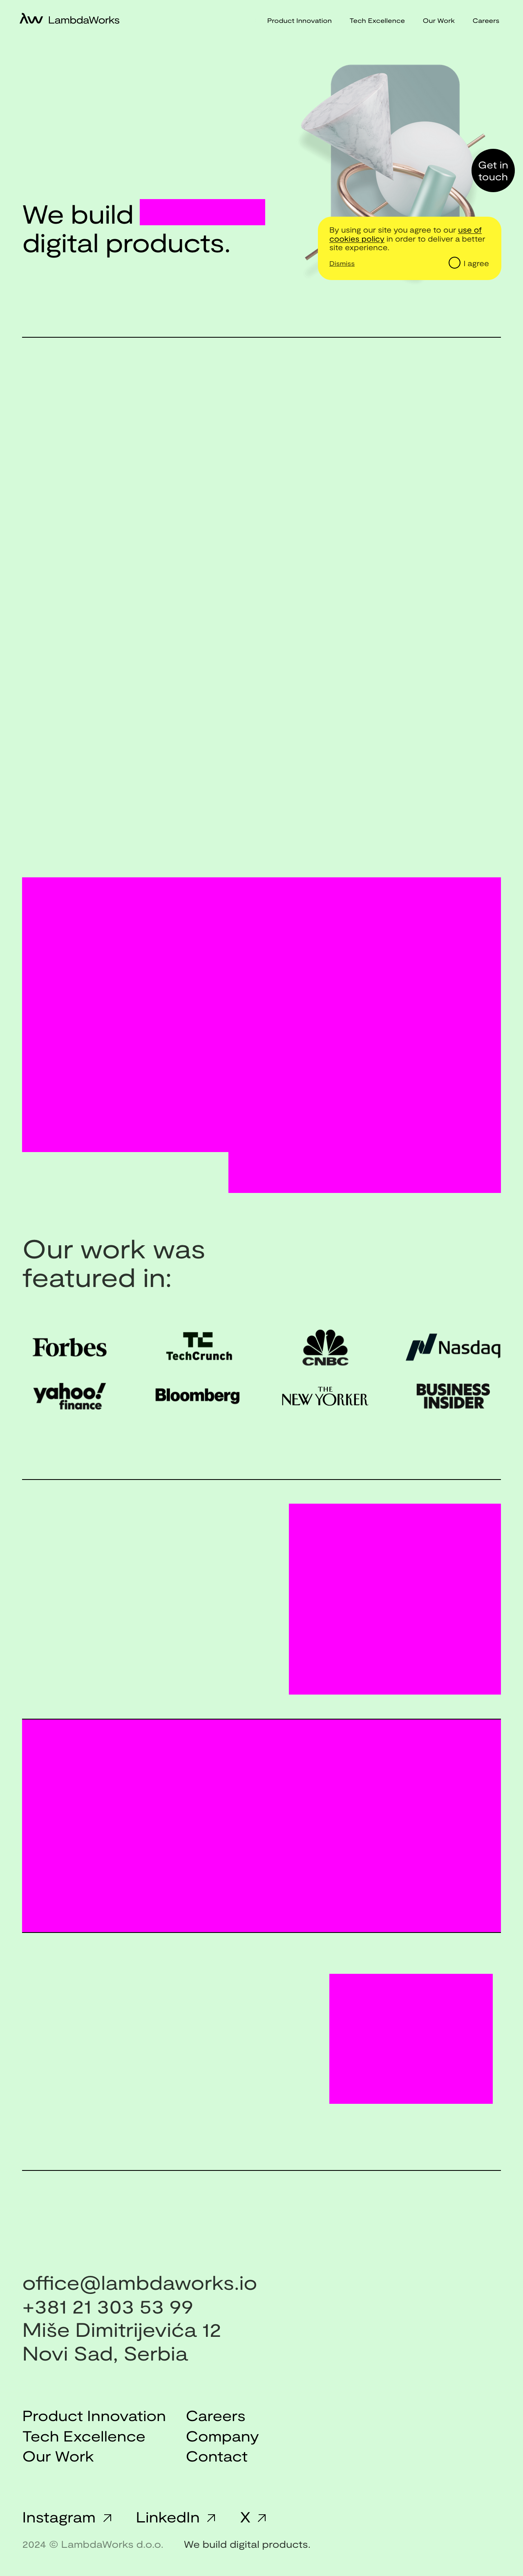 LambdaWorks
Product Innovation
Tech Excellence
Our Work
Careers
Get in
touch
We build
digital products.
By using our site you agree to our use of
cookies policy in order to deliver a better
site experience.
Dismiss
I agree
Our work was
featured in:
Forbes
TC
TechCrunch
CNBC
Nasdaq
yahoo!
finance
Bloomberg
THE
NEW YORKER
BUSINESS
INSIDER
office@lambdaworks.io
+381 21 303 53 99
Miše Dimitrijevića 12
Novi Sad, Serbia
Product Innovation
Tech Excellence
Our Work
Careers
Company
Contact
Instagram
LinkedIn
X
2024 © LambdaWorks d.o.o.
We build digital products.